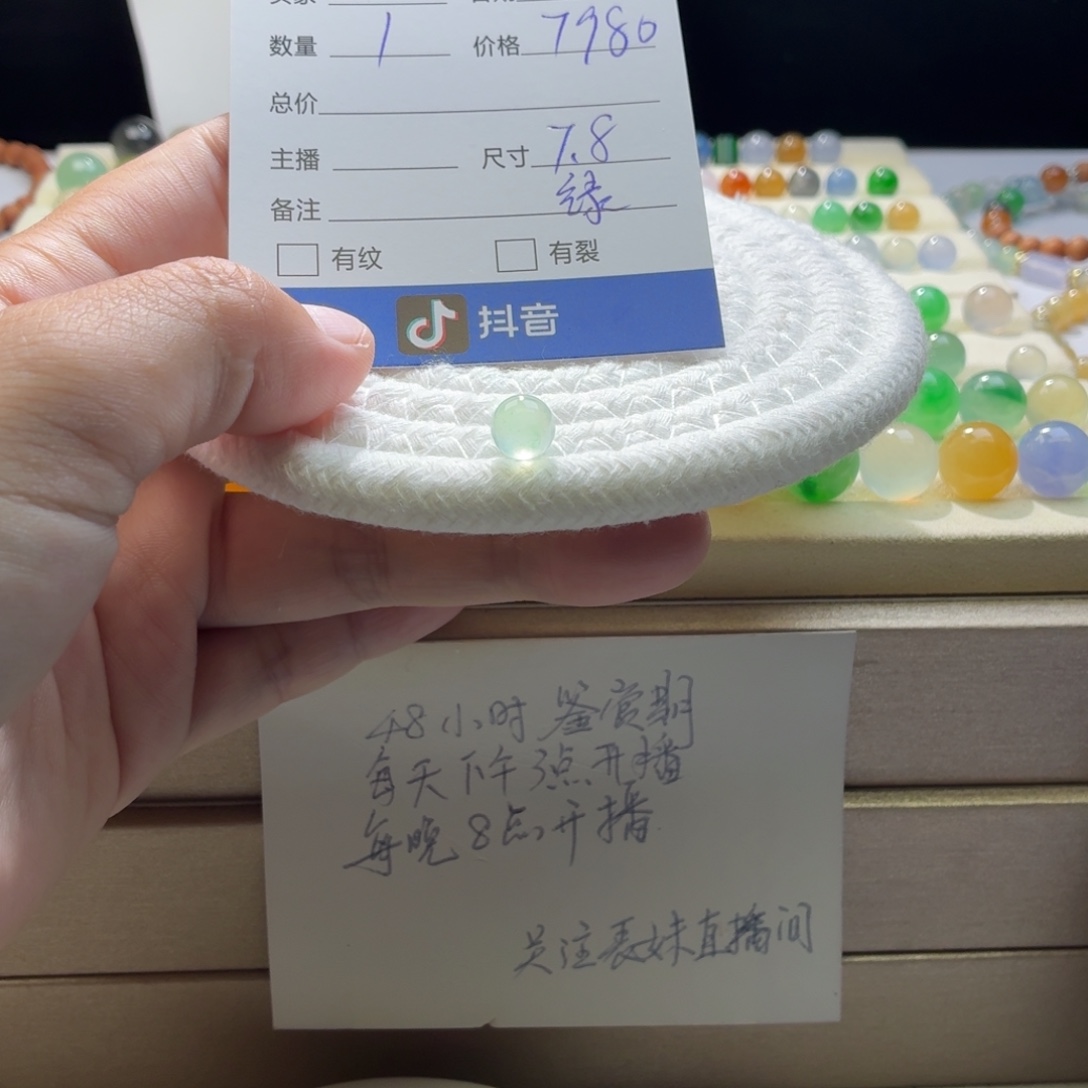 数量 1 价格 7980
总价
主播 尺寸 7.8
备注 缘
有纹 有裂
抖音
48小时鉴赏期
每天下午3点开播
每晚8点开播
关注表妹直播间